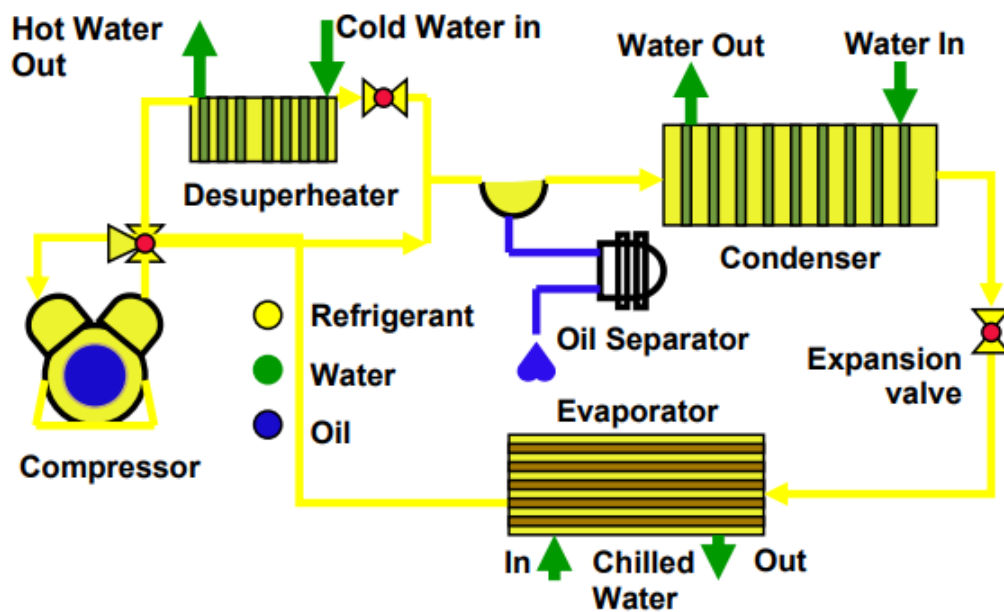 Hot Water
Out
Cold Water in
Water Out
Water In
Desuperheater
Condenser
Refrigerant
Water
Oil
Oil Separator
Expansion
valve
Compressor
Evaporator
In
Chilled
Water
Out